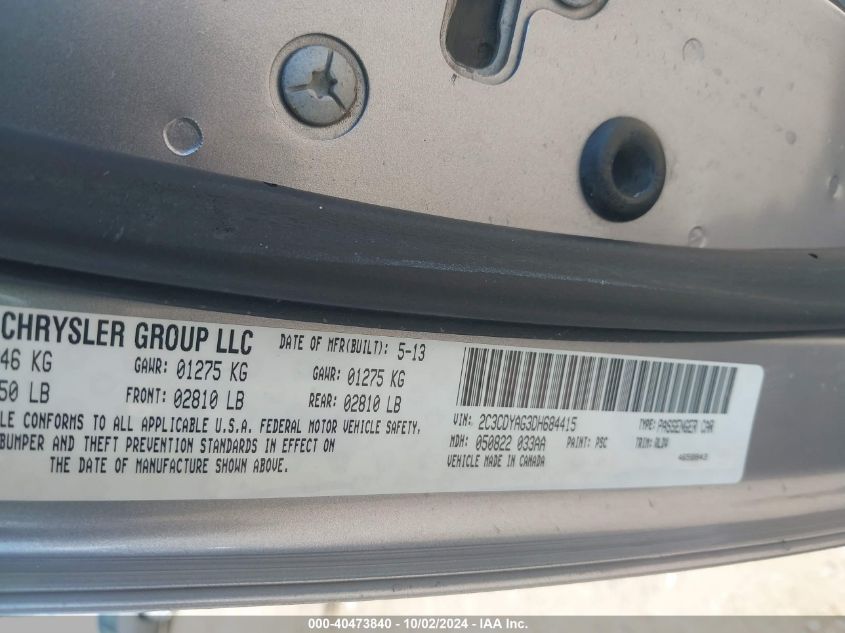 CHRYSLER GROUP LLC
DATE OF MFR(BUILT): 5-13
46 KG
GAWR: 01275 KG
GAWR: 01275 KG
50 LB
FRONT: 02810 LB
REAR: 02810 LB
LE CONFORMS TO ALL APPLICABLE U.S.A. FEDERAL MOTOR VEHICLE SAFETY,
BUMPER AND THEFT PREVENTION STANDARDS IN EFFECT ON
THE DATE OF MANUFACTURE SHOWN ABOVE.
VIN: 2C3CDYAG3DH684415
TYPE: PASSENGER CAR
MDH: 050822 033AA
PAINT: PSC
TRIM: ALDV
VEHICLE MADE IN CANADA
000-40473840 - 10/02/2024 - IAA Inc.